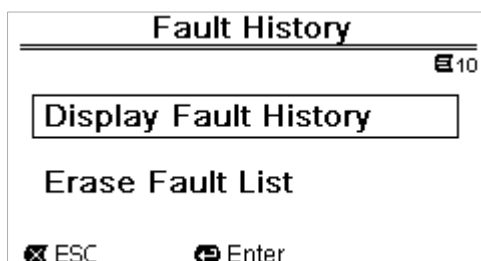 Fault History
10
Display Fault History
Erase Fault List
ESC Enter